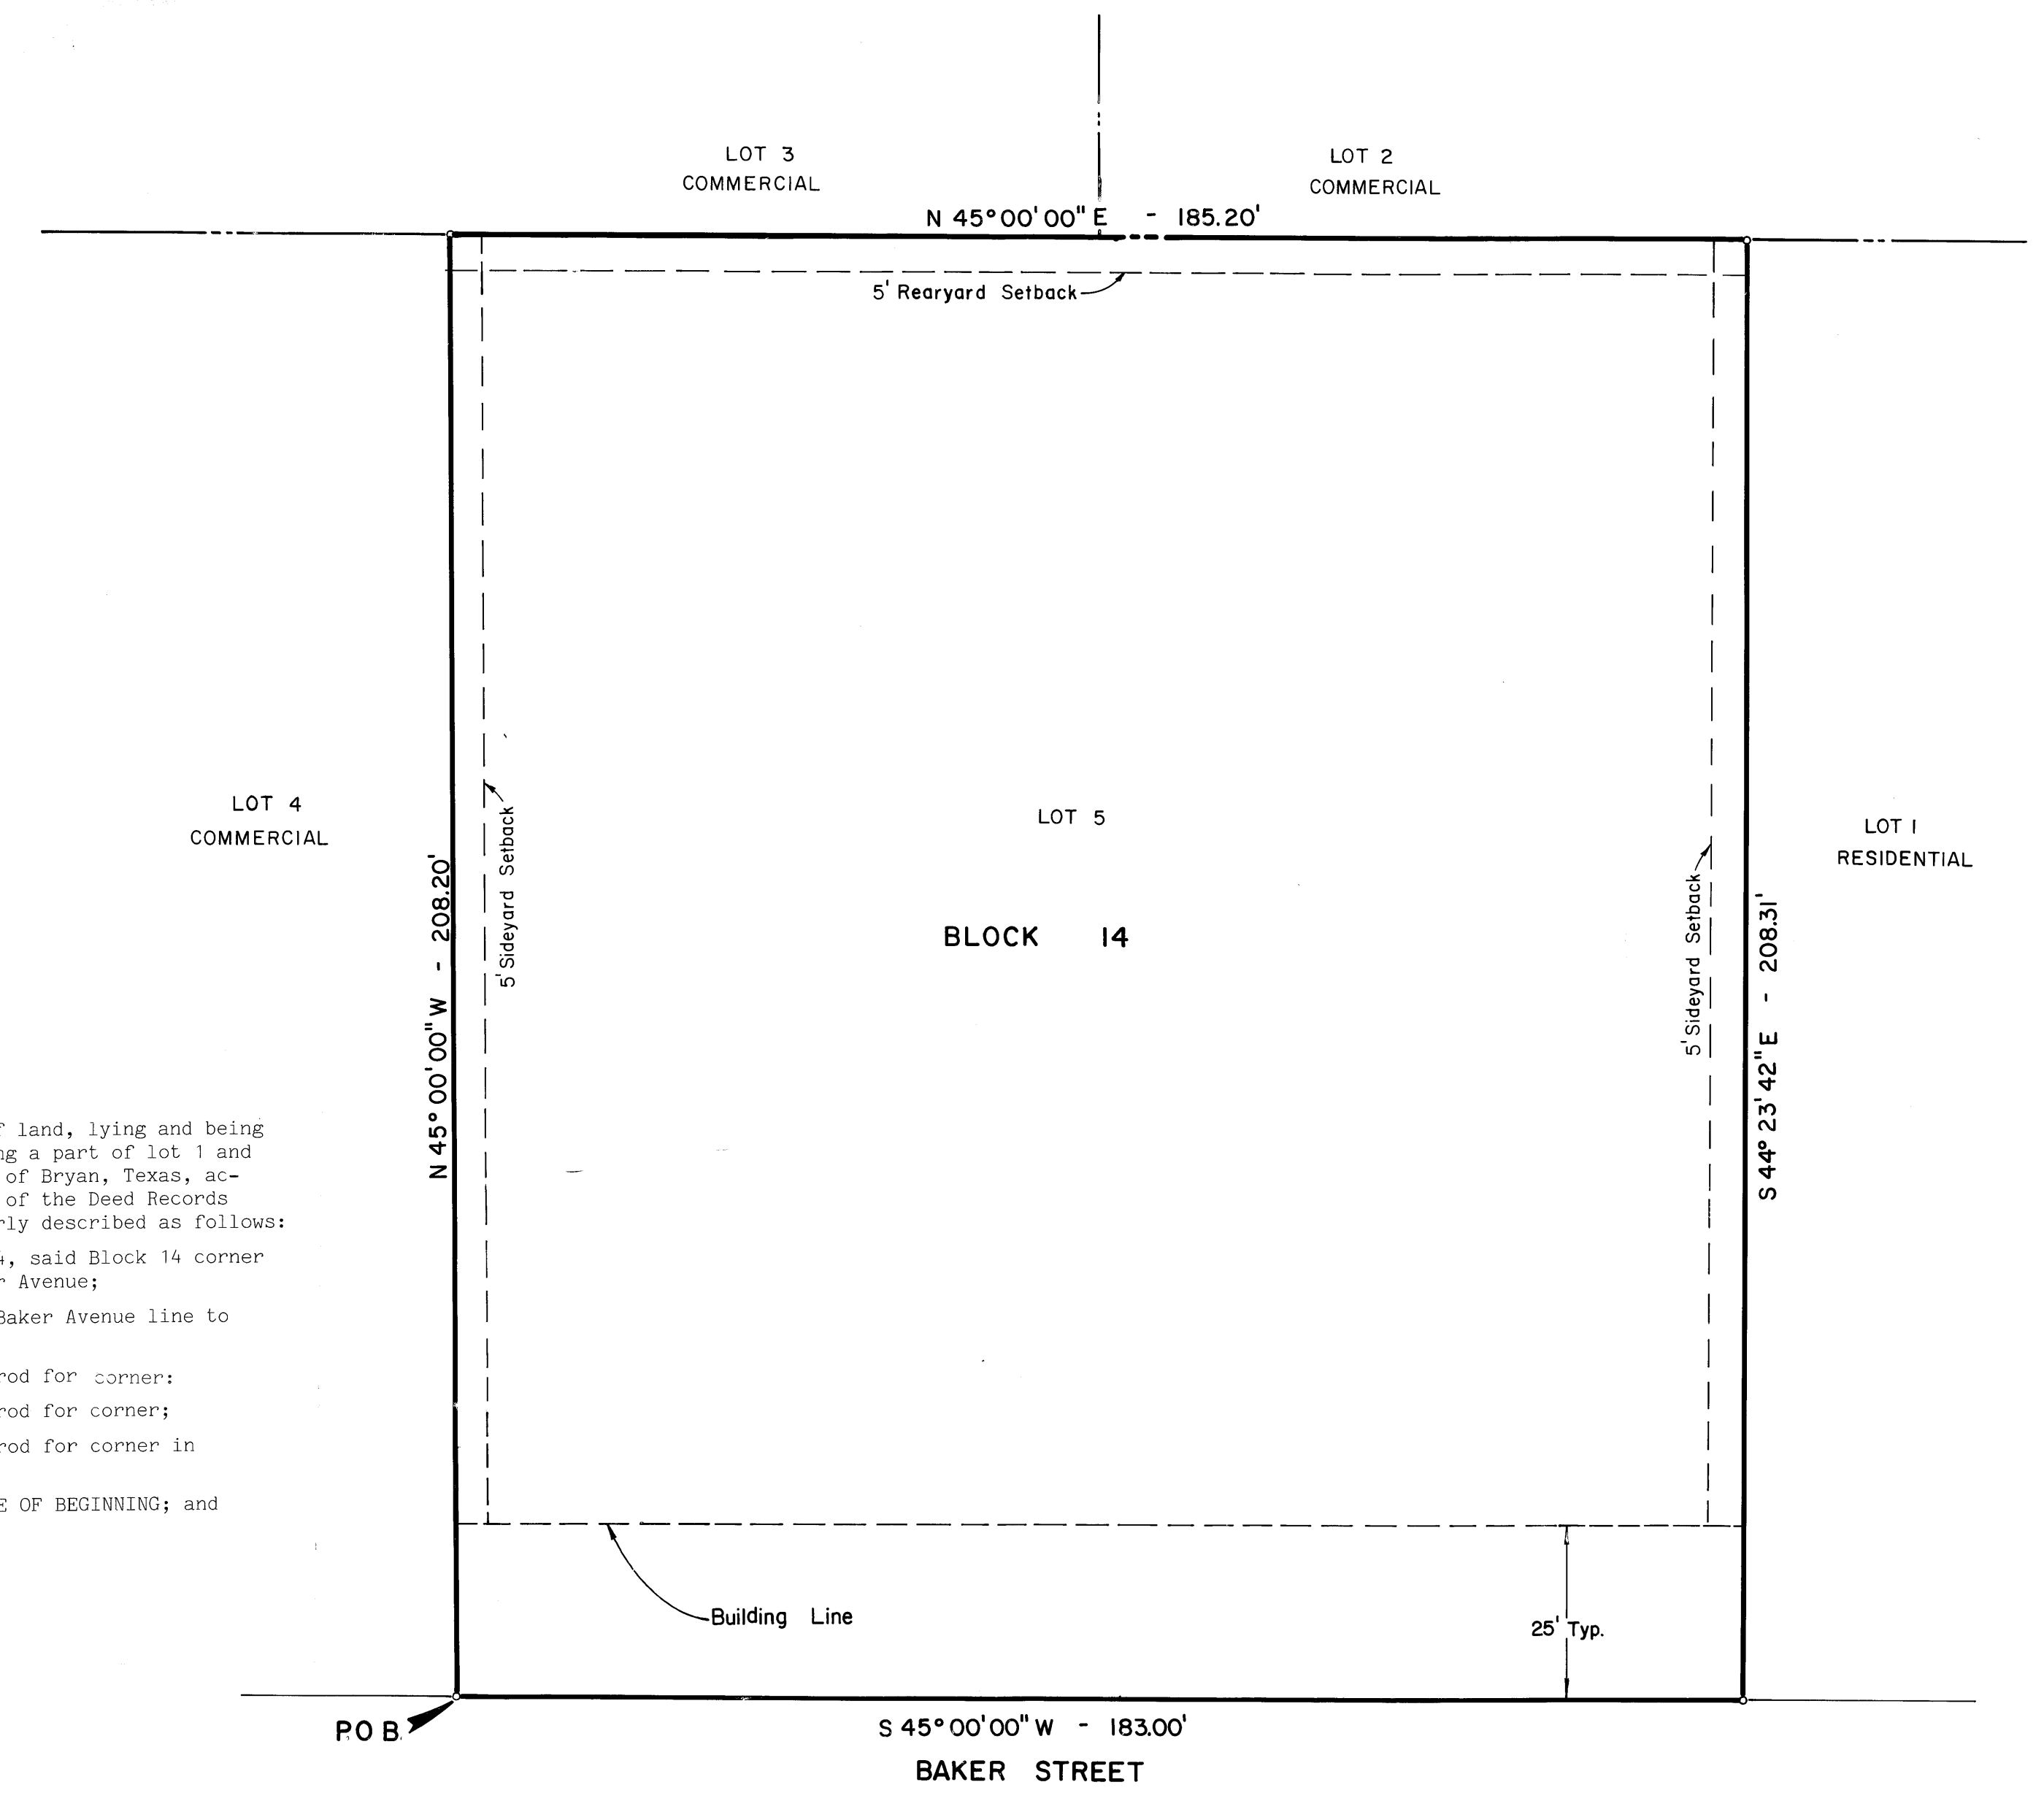 LOT 3
COMMERCIAL
LOT 2
COMMERCIAL
N 45°00'00" E - 185.20'
5' Rearyard Setback
LOT 4
COMMERCIAL
N 45°00'00" W - 208.20'
5' Sideyard Setback
LOT 5
BLOCK 14
5' Sideyard Setback
S 44° 23' 42" E - 208.31'
LOT 1
RESIDENTIAL
land, lying and being
a part of lot 1 and
of Bryan, Texas, ac-
of the Deed Records
described as follows:
said Block 14 corner
Avenue;
Baker Avenue line to
rod for corner:
rod for corner;
rod for corner in
OF BEGINNING; and
Building Line
25' Typ.
P.O.B.
S 45°00'00" W - 183.00'
BAKER STREET